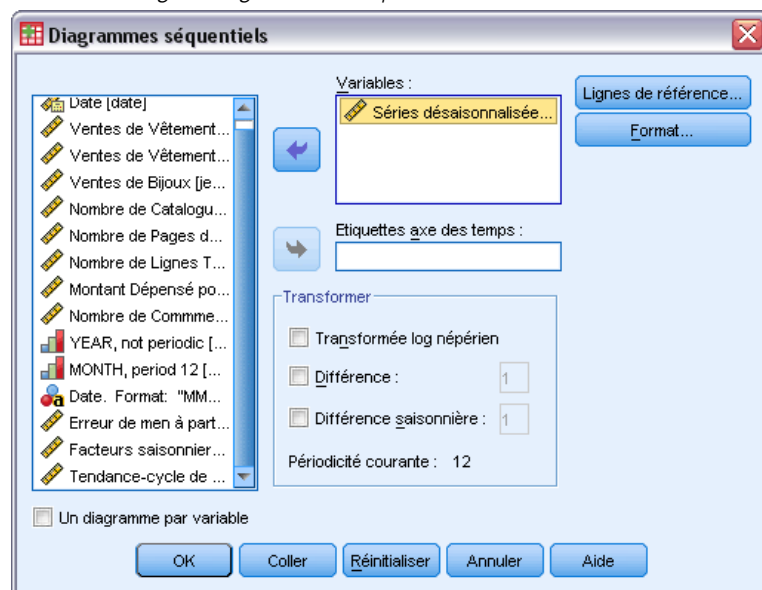 Diagrammes séquentiels
Date [date]
Ventes de Vêtement...
Ventes de Vêtement...
Ventes de Bijoux [je...
Nombre de Catalogu...
Nombre de Pages d...
Nombre de Lignes T...
Montant Dépensé po...
Nombre de Commme...
YEAR, not periodic [...
MONTH, period 12 [...
Date. Format: "MM...
Erreur de men à part...
Facteurs saisonnier...
Tendance-cycle de ...
Un diagramme par variable
Variables :
Séries désaisonnalisée...
Etiquettes axe des temps :
Transformer
Transformée log népérien
Différence : 1
Différence saisonnière : 1
Périodicité courante : 12
Lignes de référence...
Format...
OK Coller Réinitialiser Annuler Aide